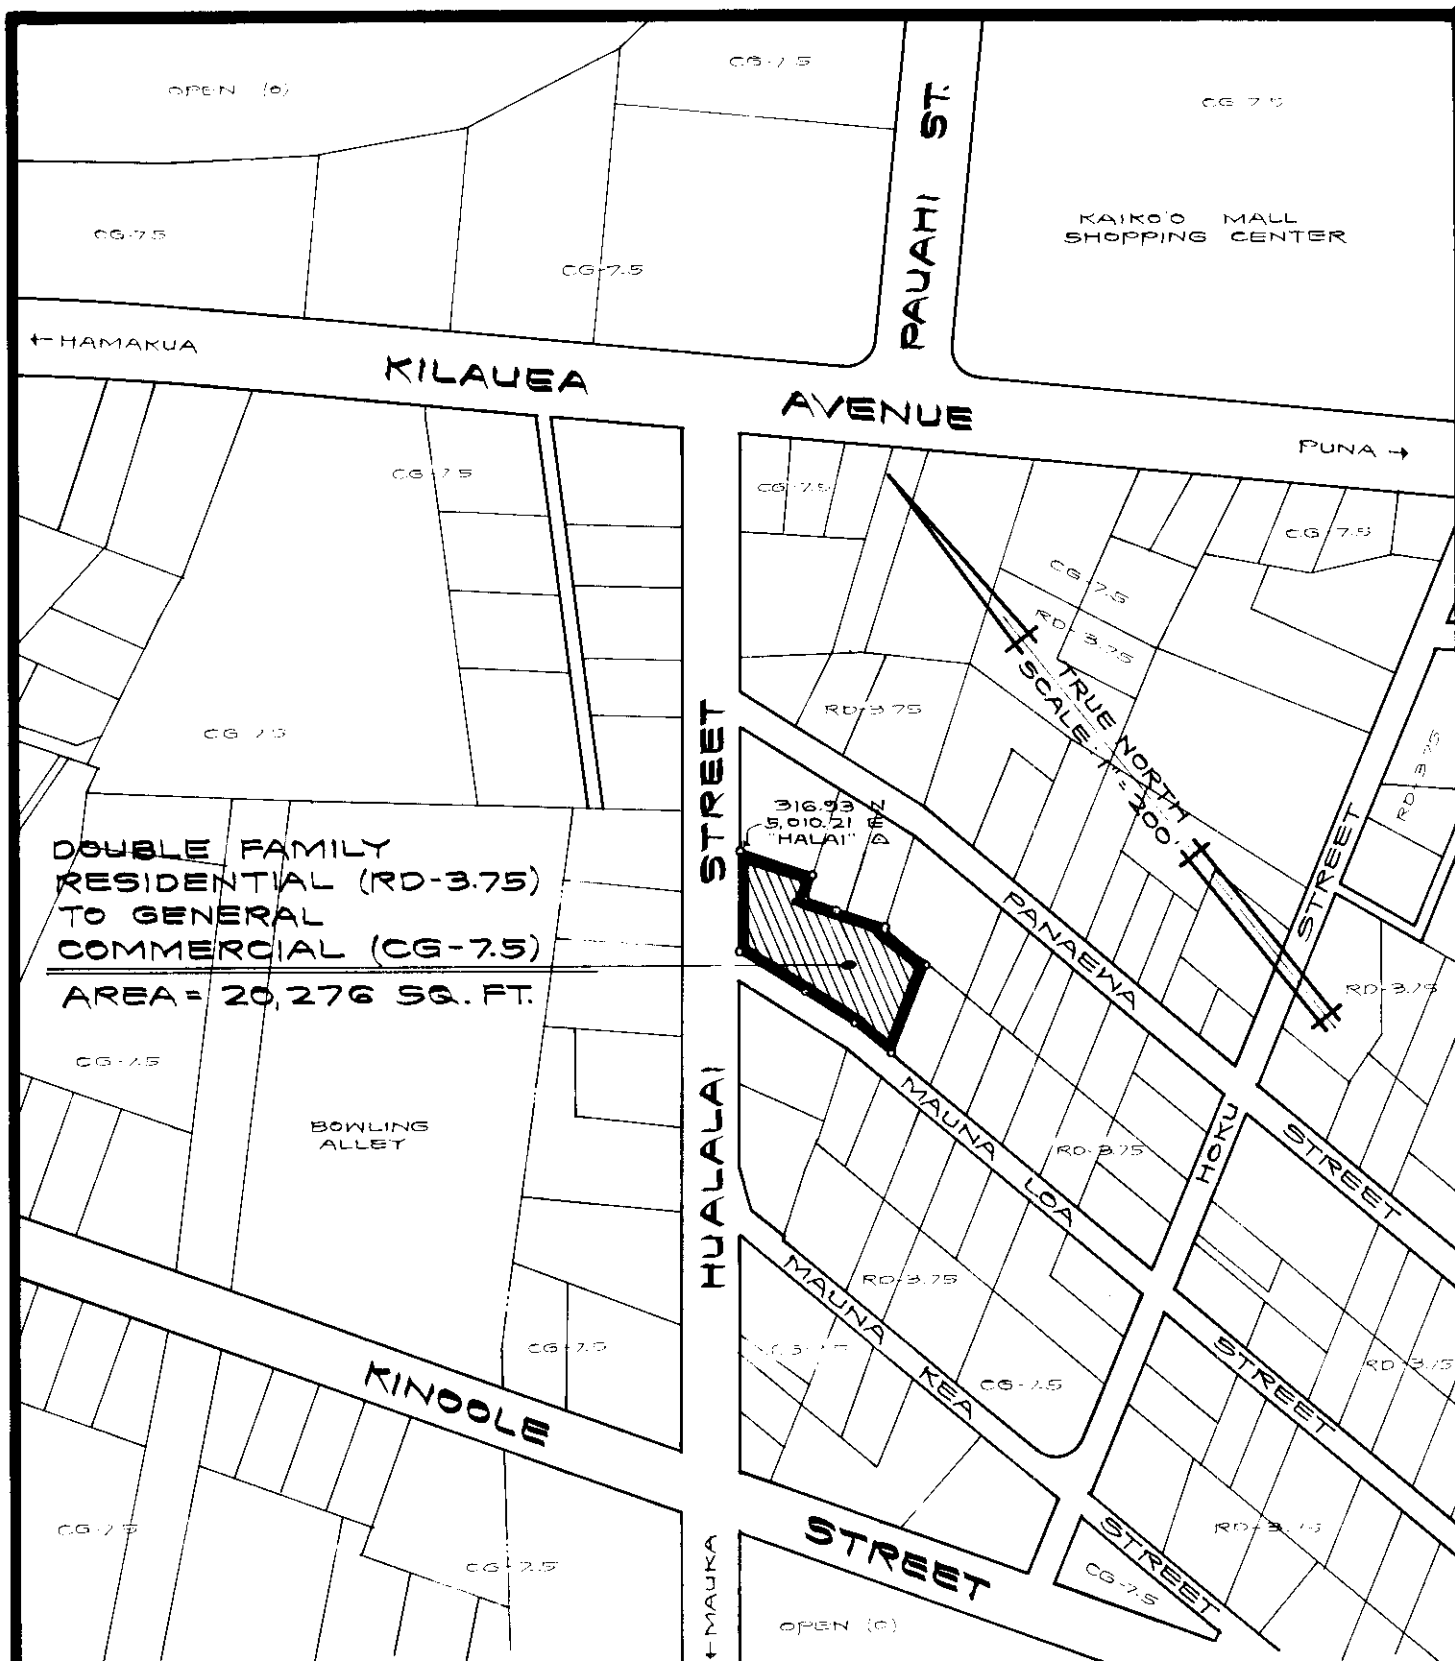 OPEN (O)
CG-7.5
CG-7.5
PAUAHI ST.
KAIKO'O MALL
SHOPPING CENTER
CG-7.5
CG-7.5
← HAMAKUA
KILAUEA AVENUE
PUNA →
CG-7.5
CG-7.5
CG-7.5
CG-7.5
RD-3.75
RD-3.75
TRUE NORTH
SCALE 1" = 200'
RD-3.75
CG-7.5
316.93 N
5,010.21 E
"HALAI" △
DOUBLE FAMILY
RESIDENTIAL (RD-3.75)
TO GENERAL
COMMERCIAL (CG-7.5)
AREA = 20,276 SQ. FT.
HUALALAI STREET
PANAEWA STREET
HOKU STREET
RD-3.75
CG-7.5
BOWLING
ALLEY
MAUNA LOA STREET
RD-3.75
MAUNA KEA STREET
RD-3.75
CG-7.5
CG-7.5
RD-3.75
KINOOLE STREET
CG-7.5
CG-7.5
RD-3.75
CG-7.5
← MAUKA
OPEN (O)